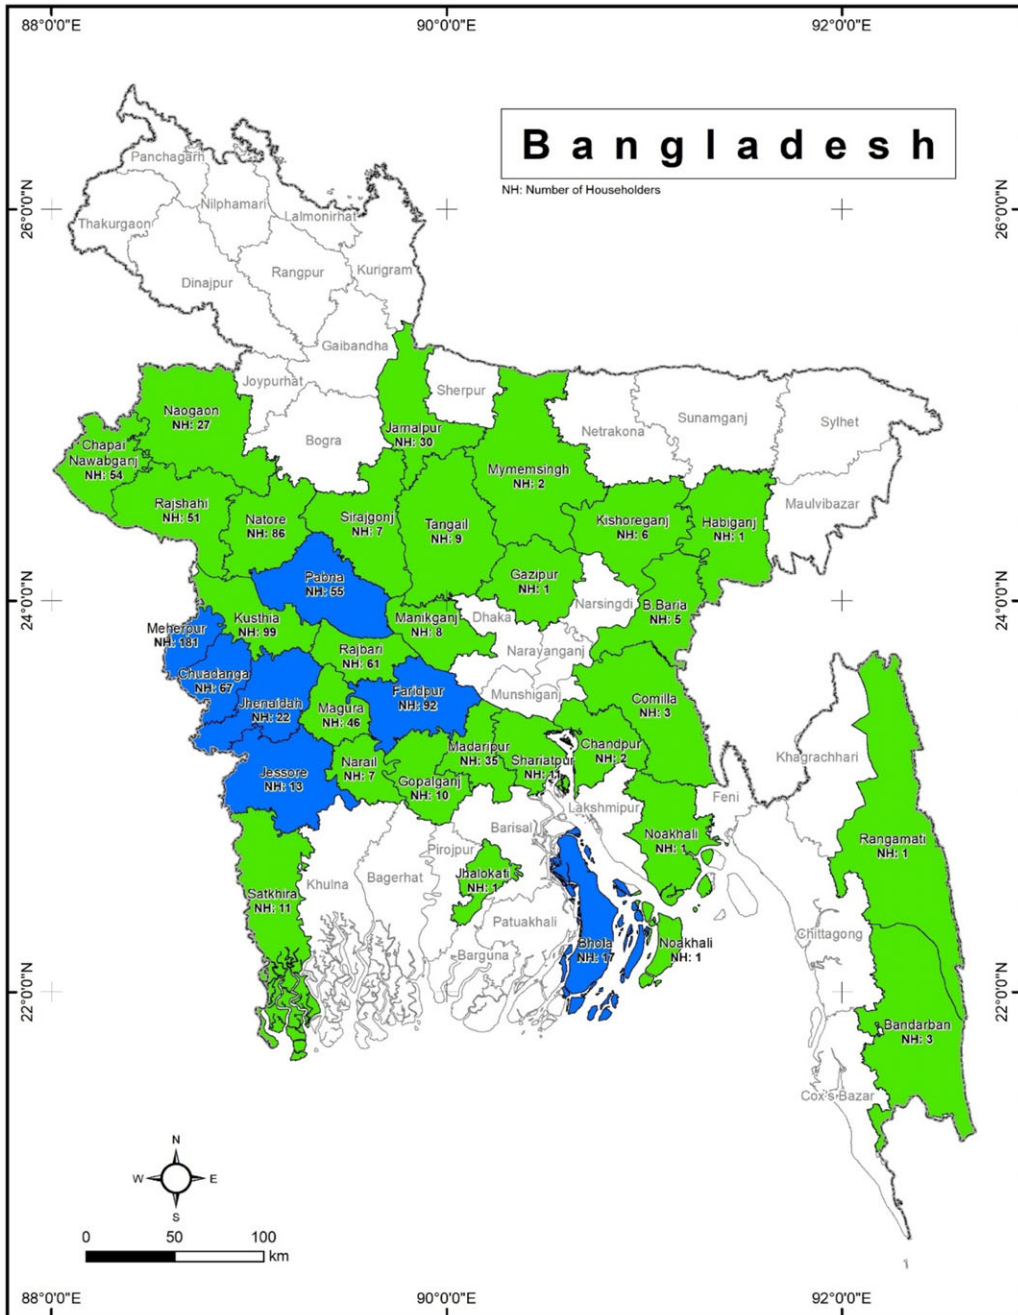 88°0'0"E
90°0'0"E
92°0'0"E
B a n g l a d e s h
NH: Number of Householders
26°0'0"N
26°0'0"N
Panchagarh
Nilphamari
Lalmonirhat
Thakurgaon
Dinajpur
Rangpur
Kurigram
Gaibandha
Joypurhat
Sherpur
Bogra
Netrakona
Sunamganj
Sylhet
Maulvibazar
Naogaon
NH: 27
Jamalpur
NH: 30
Chapai
Nawabganj
NH: 54
Mymemsingh
NH: 2
Rajshahi
NH: 51
Natore
NH: 86
Sirajgonj
NH: 7
Tangail
NH: 9
Kishoreganj
NH: 6
Habiganj
NH: 1
Pabna
NH: 55
Gazipur
NH: 1
24°0'0"N
24°0'0"N
Narsingdi
B.Baria
NH: 5
Kusthia
NH: 99
Manikganj
NH: 8
Dhaka
Meherpur
NH: 181
Rajbari
NH: 61
Narayanganj
Chuadanga
NH: 67
Jhenaidah
NH: 22
Magura
NH: 46
Faridpur
NH: 92
Munshiganj
Comilla
NH: 3
Chandpur
NH: 2
Madaripur
NH: 35
Shariatpur
NH: 11
Narail
NH: 7
Gopalganj
NH: 10
Jessore
NH: 13
Khagrachhari
Feni
Lakshmipur
Barisal
Noakhali
NH: 1
Rangamati
NH: 1
Pirojpur
Bagerhat
Khulna
Jhalokati
NH: 1
Satkhira
NH: 11
Patuakhali
Barguna
Bhola
NH: 17
Noakhali
NH: 1
Chittagong
22°0'0"N
22°0'0"N
Bandarban
NH: 3
Cox's Bazar
N
W
E
S
0
50
100
km
88°0'0"E
90°0'0"E
92°0'0"E